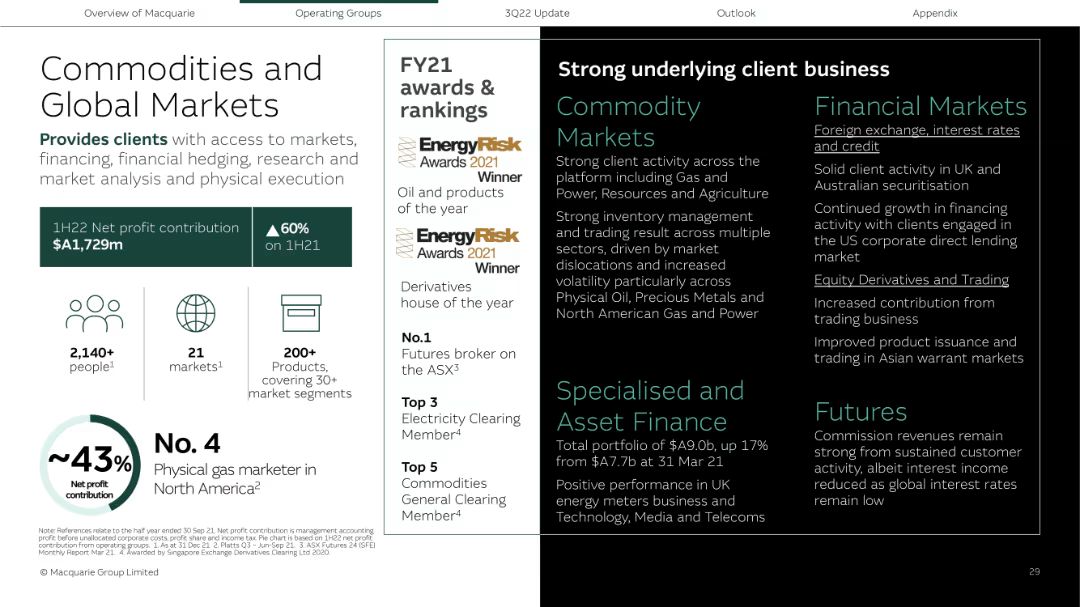 Overview of Macquarie
Operating Groups
3Q22 Update
Outlook
Appendix
Commodities and
Global Markets
Provides clients with access to markets,
financing, financial hedging, research and
market analysis and physical execution
1H22 Net profit contribution
$A1,729m
▲60%
on 1H21
2,140+
people1
21
markets1
200+
Products,
covering 30+
market segments
~43%
Net profit
contribution
No. 4
Physical gas marketer in
North America2
Note: References relate to the half year ended 30 Sep 21. Net profit contribution is management accounting
profit before unallocated corporate costs, profit share and income tax. Pie chart is based on 1H22 net profit
contribution from operating groups. 1. As at 31 Dec 21. 2. Platts Q3 – Jun-Sep 21. 3. ASX Futures 24 (SFE)
Monthly Report Mar 21. 4. Awarded by Singapore Exchange Derivatives Clearing Ltd 2020.
© Macquarie Group Limited
FY21
awards &
rankings
EnergyRisk
Awards 2021
Winner
Oil and products
of the year
EnergyRisk
Awards 2021
Winner
Derivatives
house of the year
No.1
Futures broker on
the ASX3
Top 3
Electricity Clearing
Member4
Top 5
Commodities
General Clearing
Member4
Strong underlying client business
Commodity
Markets
Strong client activity across the
platform including Gas and
Power, Resources and Agriculture
Strong inventory management
and trading result across multiple
sectors, driven by market
dislocations and increased
volatility particularly across
Physical Oil, Precious Metals and
North American Gas and Power
Specialised and
Asset Finance
Total portfolio of $A9.0b, up 17%
from $A7.7b at 31 Mar 21
Positive performance in UK
energy meters business and
Technology, Media and Telecoms
Financial Markets
Foreign exchange, interest rates
and credit
Solid client activity in UK and
Australian securitisation
Continued growth in financing
activity with clients engaged in
the US corporate direct lending
market
Equity Derivatives and Trading
Increased contribution from
trading business
Improved product issuance and
trading in Asian warrant markets
Futures
Commission revenues remain
strong from sustained customer
activity, albeit interest income
reduced as global interest rates
remain low
29